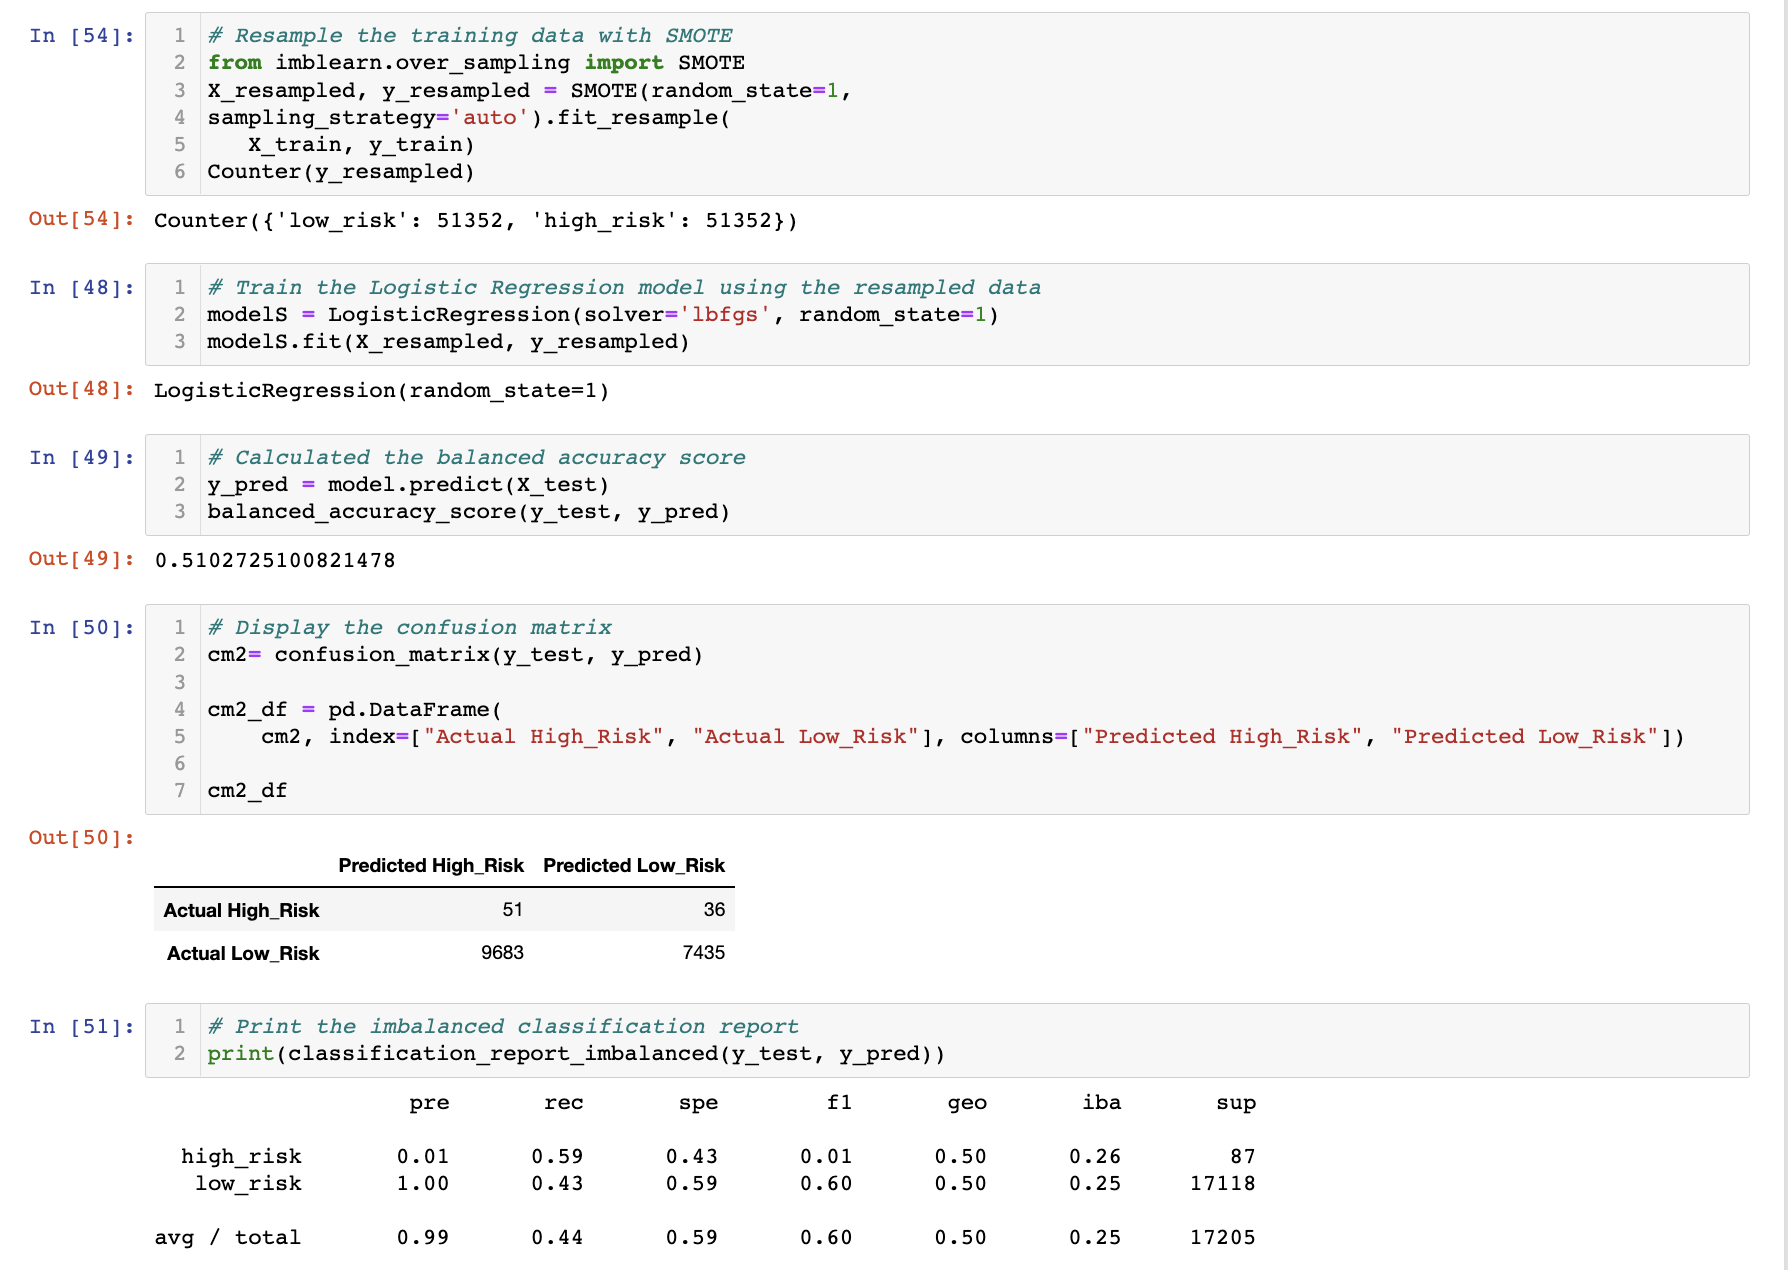 In [54]:
1 # Resample the training data with SMOTE
2 from imblearn.over_sampling import SMOTE
3 X_resampled, y_resampled = SMOTE(random_state=1,
4 sampling_strategy='auto').fit_resample(
5    X_train, y_train)
6 Counter(y_resampled)
Out[54]: Counter({'low_risk': 51352, 'high_risk': 51352})
In [48]:
1 # Train the Logistic Regression model using the resampled data
2 modelS = LogisticRegression(solver='lbfgs', random_state=1)
3 modelS.fit(X_resampled, y_resampled)
Out[48]: LogisticRegression(random_state=1)
In [49]:
1 # Calculated the balanced accuracy score
2 y_pred = model.predict(X_test)
3 balanced_accuracy_score(y_test, y_pred)
Out[49]: 0.5102725100821478
In [50]:
1 # Display the confusion matrix
2 cm2= confusion_matrix(y_test, y_pred)
3
4 cm2_df = pd.DataFrame(
5     cm2, index=["Actual High_Risk", "Actual Low_Risk"], columns=["Predicted High_Risk", "Predicted Low_Risk"])
6
7 cm2_df
Out[50]:
Predicted High_Risk Predicted Low_Risk
Actual High_Risk 51 36
Actual Low_Risk 9683 7435
In [51]:
1 # Print the imbalanced classification report
2 print(classification_report_imbalanced(y_test, y_pred))
pre rec spe f1 geo iba sup
high_risk 0.01 0.59 0.43 0.01 0.50 0.26 87
low_risk 1.00 0.43 0.59 0.60 0.50 0.25 17118
avg / total 0.99 0.44 0.59 0.60 0.50 0.25 17205